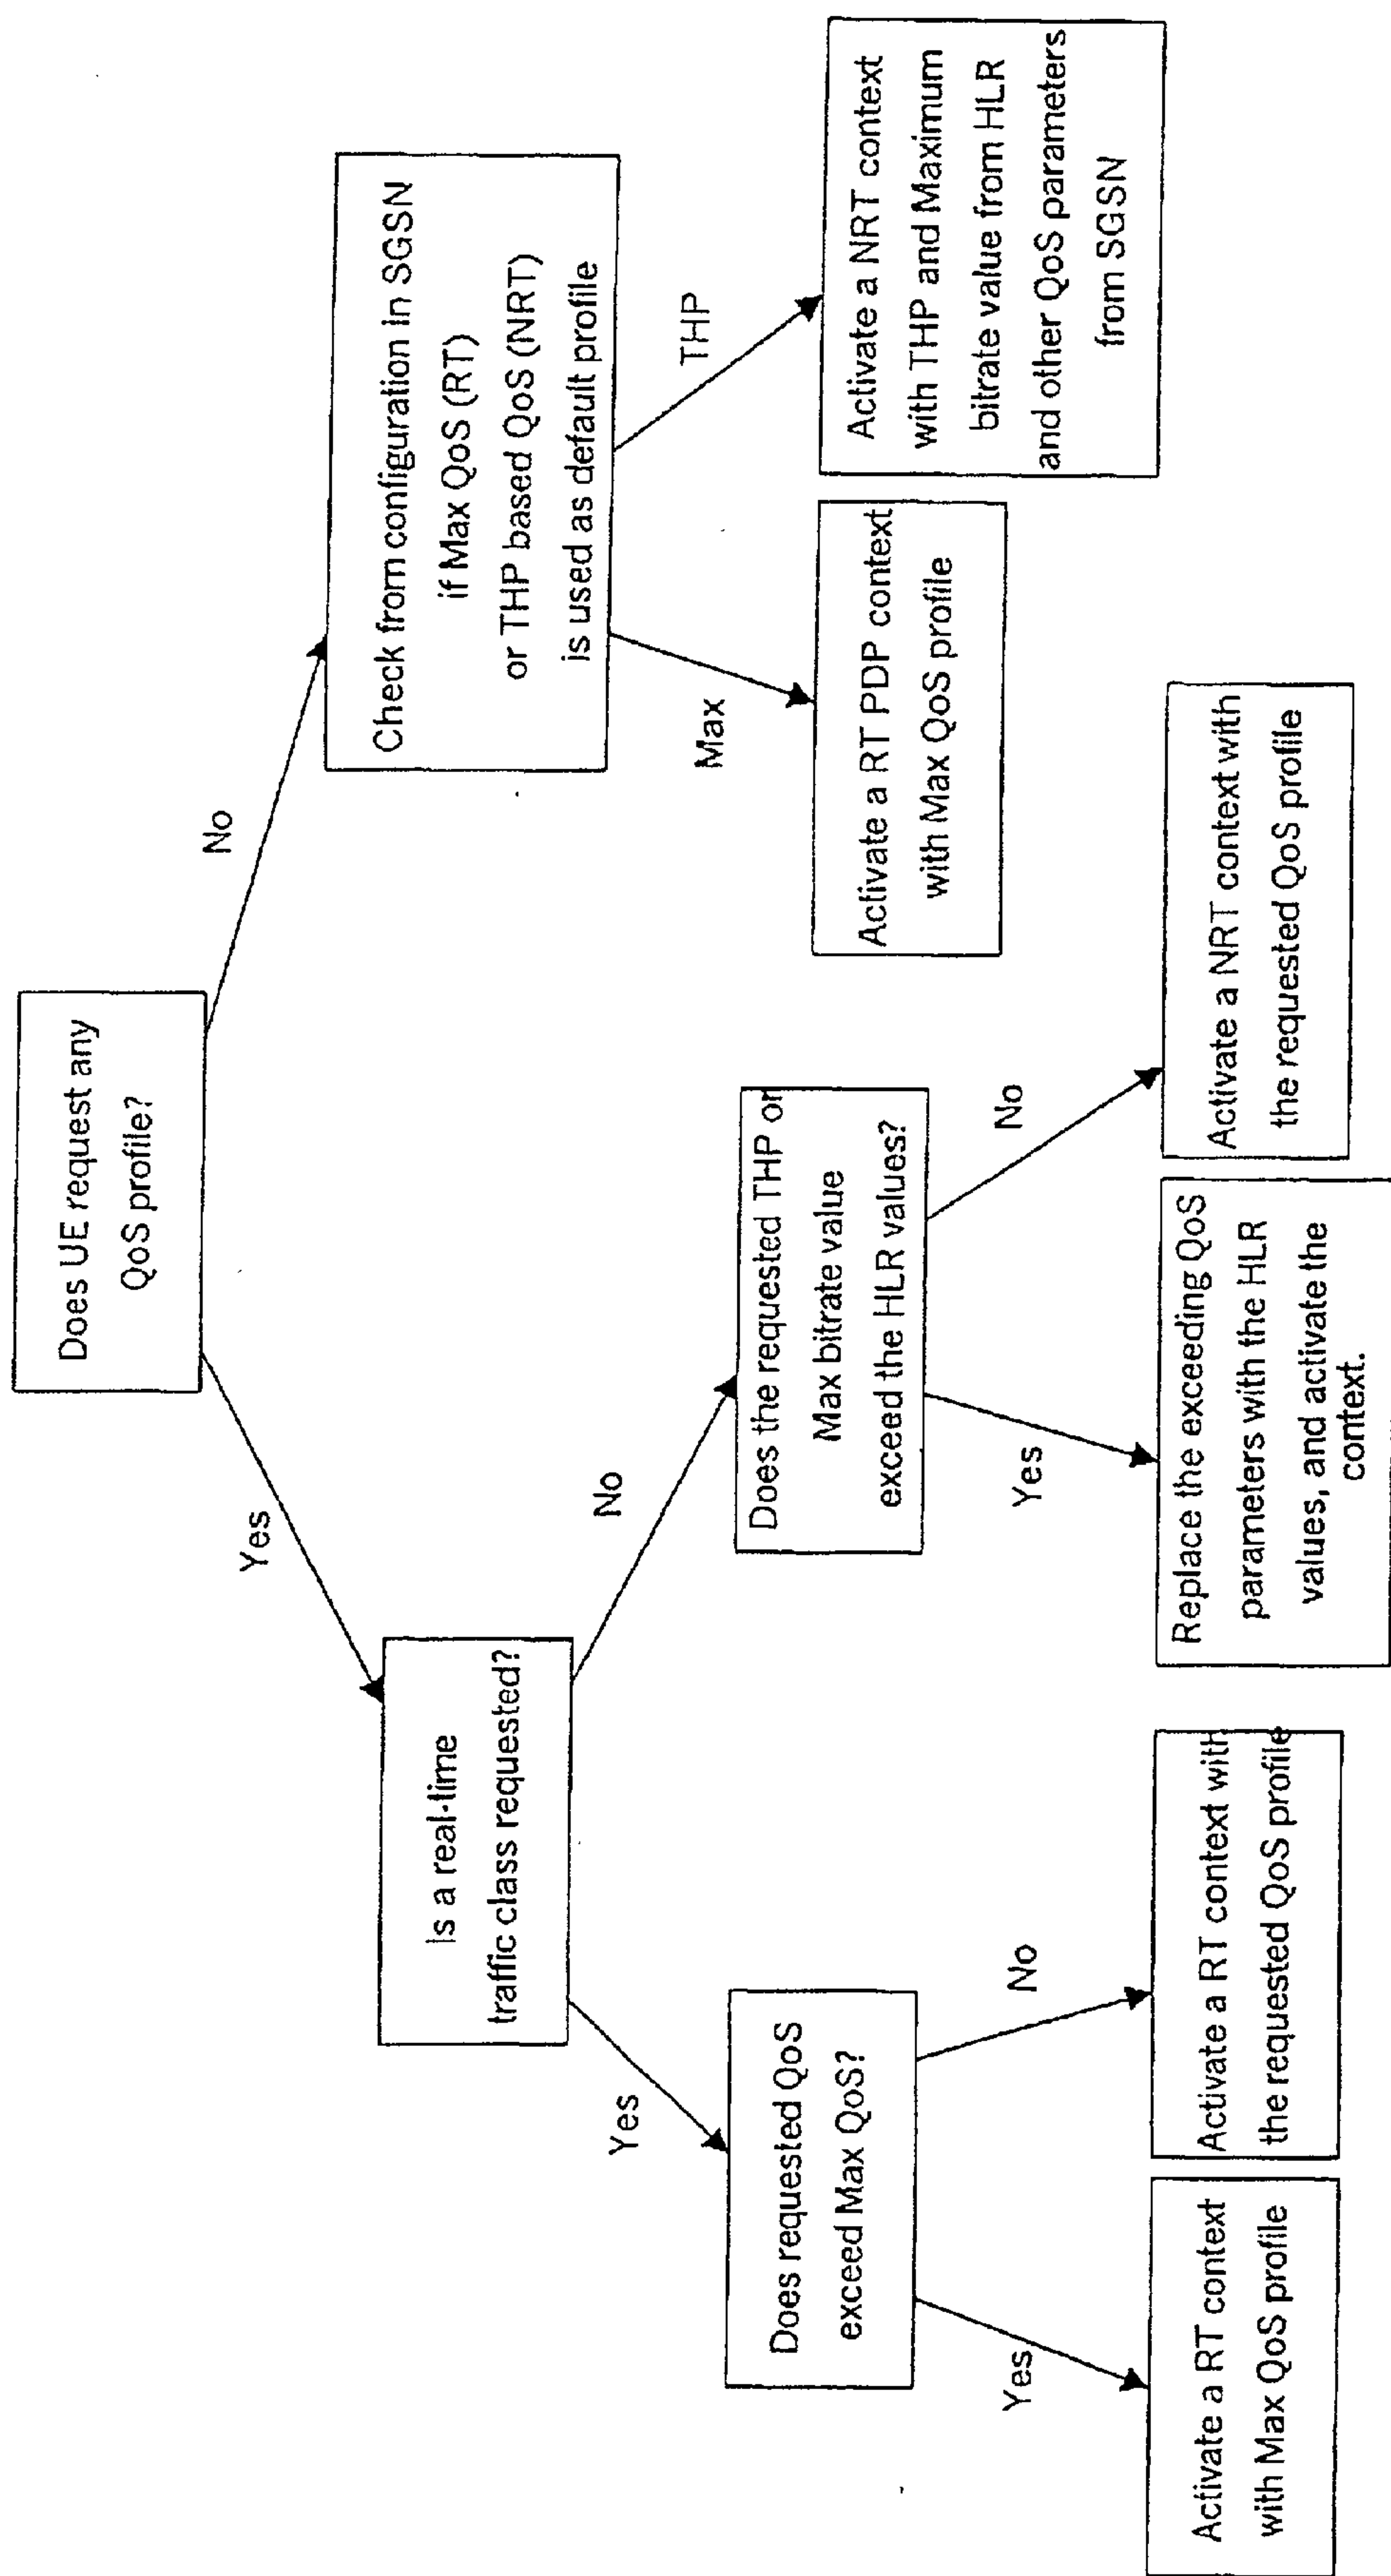 Does UE request any
QoS profile?
Yes
No
Is a real-time
traffic class requested?
Check from configuration in SGSN
if Max QoS (RT)
or THP based QoS (NRT)
is used as default profile
Yes
No
Max
THP
Does requested QoS
exceed Max QoS?
Does the requested THP or
Max bitrate value
exceed the HLR values?
Activate a RT PDP context
with Max QoS profile
Activate a NRT context
with THP and Maximum
bitrate value from HLR
and other QoS parameters
from SGSN
Yes
No
Yes
No
Activate a RT context
with Max QoS profile
Activate a RT context with
the requested QoS profile
Replace the exceeding QoS
parameters with the HLR
values, and activate the
context.
Activate a NRT context with
the requested QoS profile